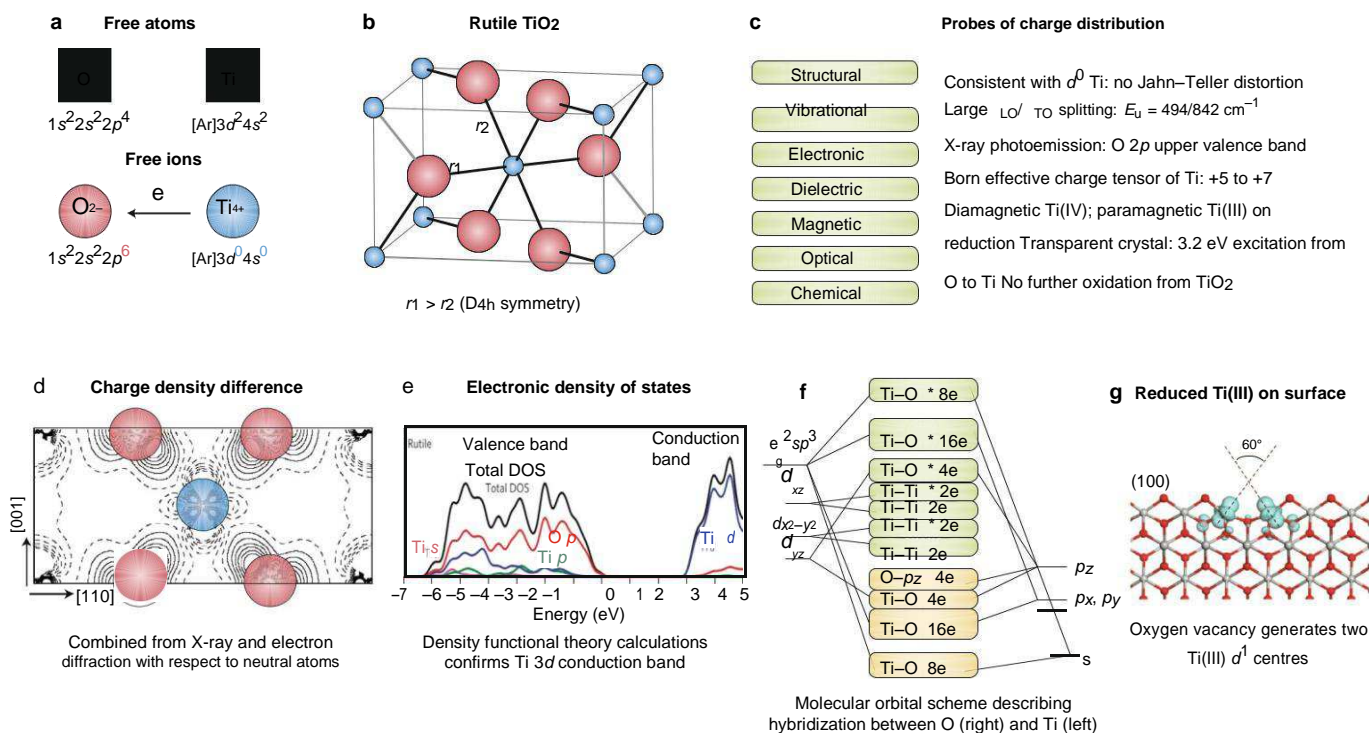 a Free atoms
O Ti
1s²2s²2p⁴ [Ar]3d²4s²
Free ions
O2– e Ti4+
1s²2s²2p⁶ [Ar]3d⁰4s⁰
b Rutile TiO2
r2
r1
r1 > r2 (D4h symmetry)
c Probes of charge distribution
Structural
Vibrational
Electronic
Dielectric
Magnetic
Optical
Chemical
Consistent with d⁰ Ti: no Jahn–Teller distortion
Large LO/ TO splitting: Eu = 494/842 cm⁻¹
X-ray photoemission: O 2p upper valence band
Born effective charge tensor of Ti: +5 to +7
Diamagnetic Ti(IV); paramagnetic Ti(III) on
reduction Transparent crystal: 3.2 eV excitation from
O to Ti No further oxidation from TiO2
d Charge density difference
[001]
[110]
Combined from X-ray and electron
diffraction with respect to neutral atoms
e Electronic density of states
Rutile
Valence band
Total DOS
Total DOS
Conduction
band
Ti s
O p
Ti p
Ti d
–7 –6 –5 –4 –3 –2 –1 0 1 2 3 4 5
Energy (eV)
Density functional theory calculations
confirms Ti 3d conduction band
f
Ti–O * 8e
Ti–O * 16e
Ti–O * 4e
Ti–Ti * 2e
Ti–Ti 2e
Ti–Ti * 2e
Ti–Ti 2e
O–pz 4e
Ti–O 4e
Ti–O 16e
Ti–O 8e
e ²sp³
g
d
xz
dx2–y2
d
yz
pz
px, py
s
Molecular orbital scheme describing
hybridization between O (right) and Ti (left)
g Reduced Ti(III) on surface
60°
(100)
Oxygen vacancy generates two
Ti(III) d¹ centres